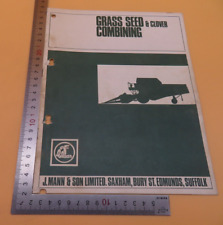 GRASS SEED & CLOVER
COMBINING
J. MANN & SON LIMITED. SAXHAM, BURY ST. EDMUNDS, SUFFOLK